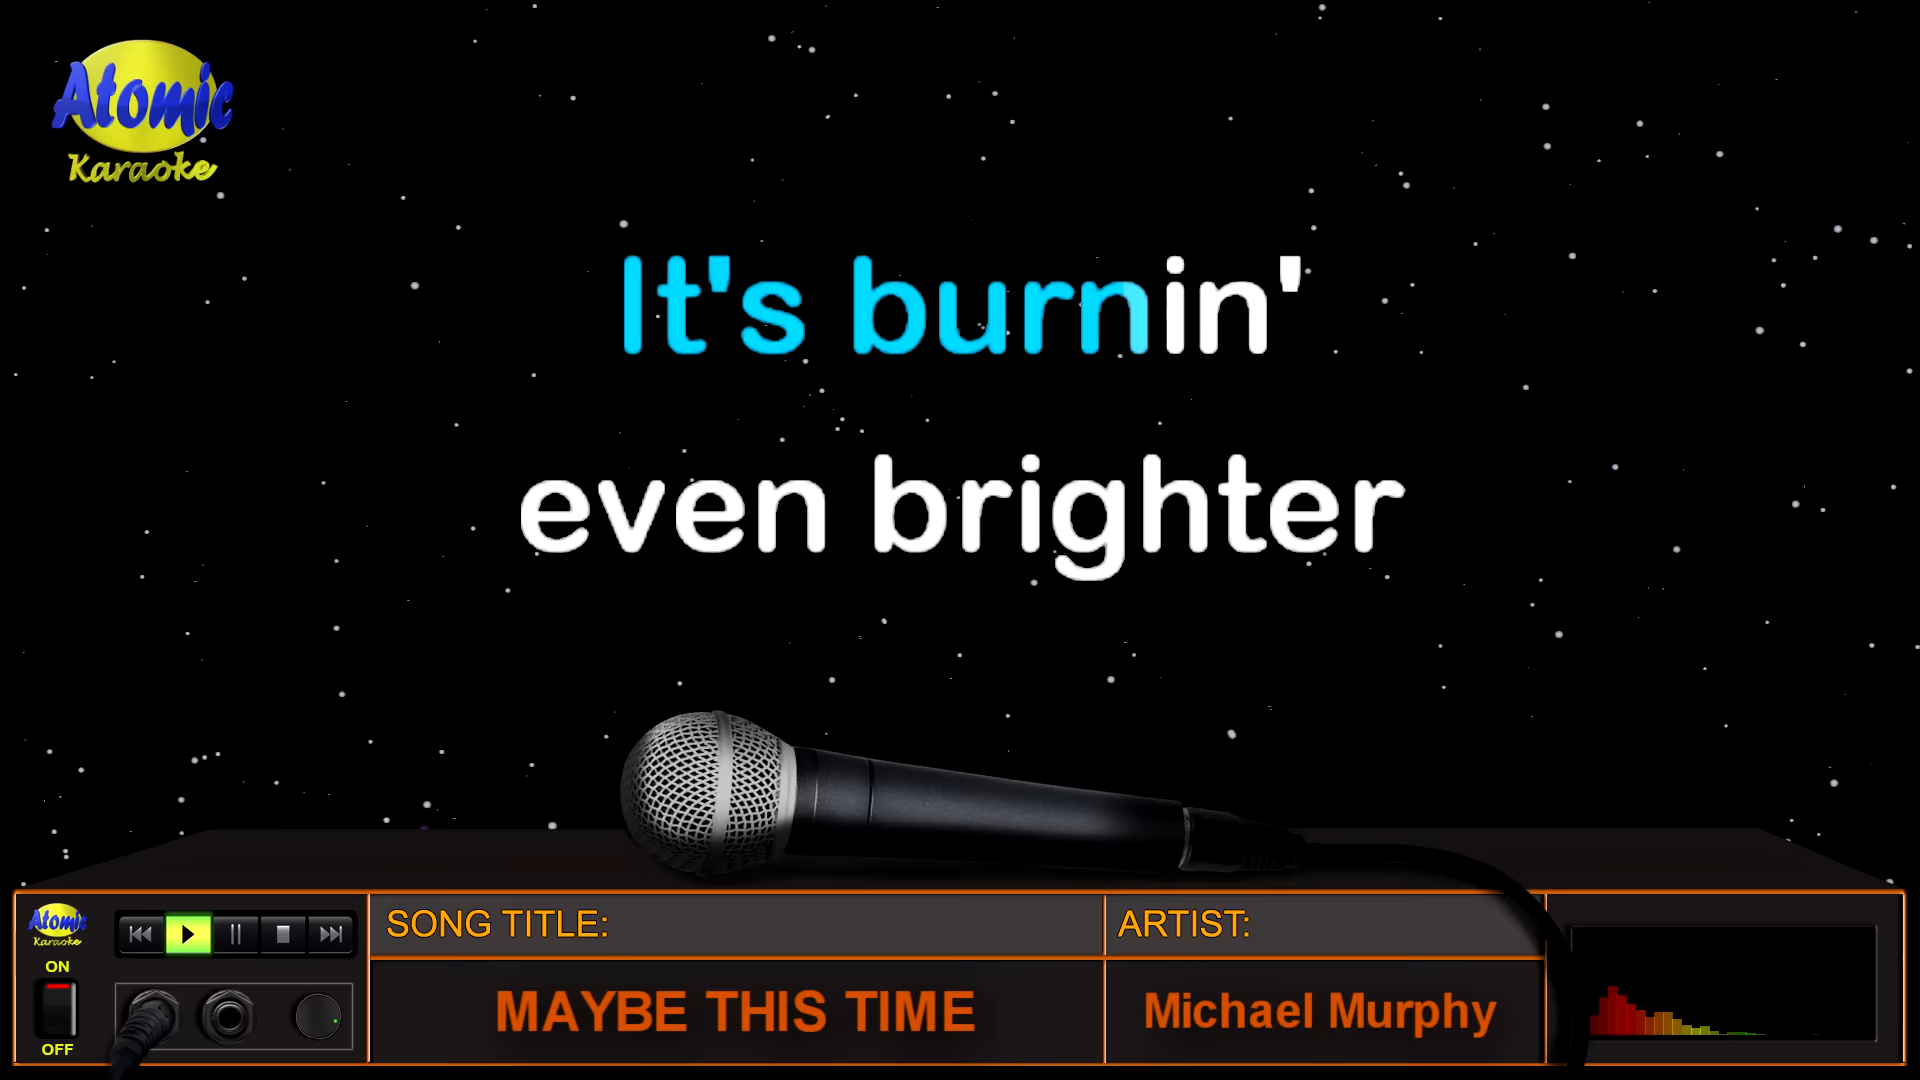 Atomic
Karaoke
It's burnin'
even brighter
Atomic
Karaoke
ON
OFF
SONG TITLE:
ARTIST:
MAYBE THIS TIME
Michael Murphy